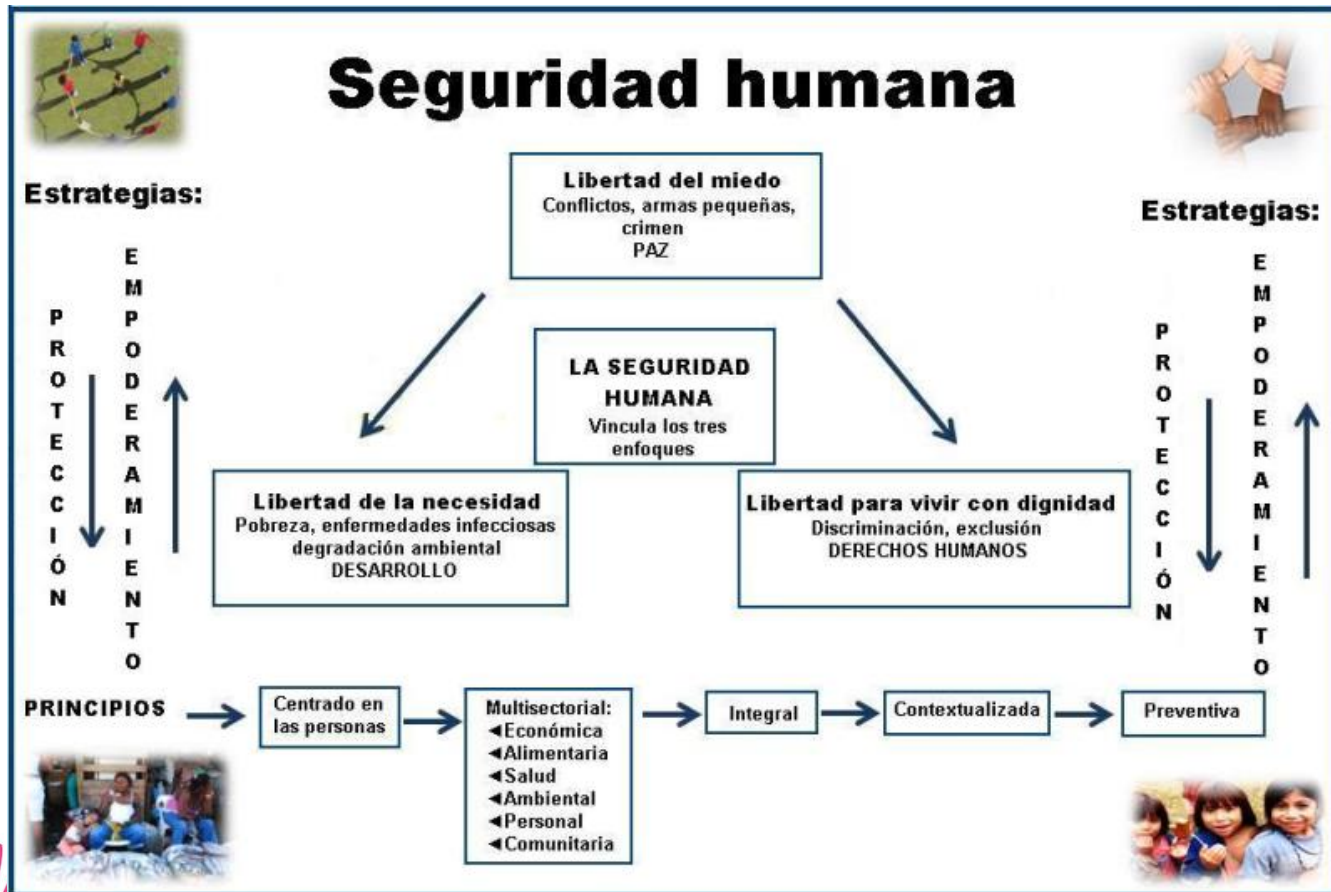 Seguridad humana
Estrategias:
PROTECCIÓN
EMPODERAMIENTO
Libertad del miedo
Conflictos, armas pequeñas,
crimen
PAZ
LA SEGURIDAD
HUMANA
Vincula los tres
enfoques
Libertad de la necesidad
Pobreza, enfermedades infecciosas
degradación ambiental
DESARROLLO
Libertad para vivir con dignidad
Discriminación, exclusión
DERECHOS HUMANOS
Estrategias:
PROTECCIÓN
EMPODERAMIENTO
PRINCIPIOS
Centrado en
las personas
Multisectorial:
◄Económica
◄Alimentaria
◄Salud
◄Ambiental
◄Personal
◄Comunitaria
Integral
Contextualizada
Preventiva